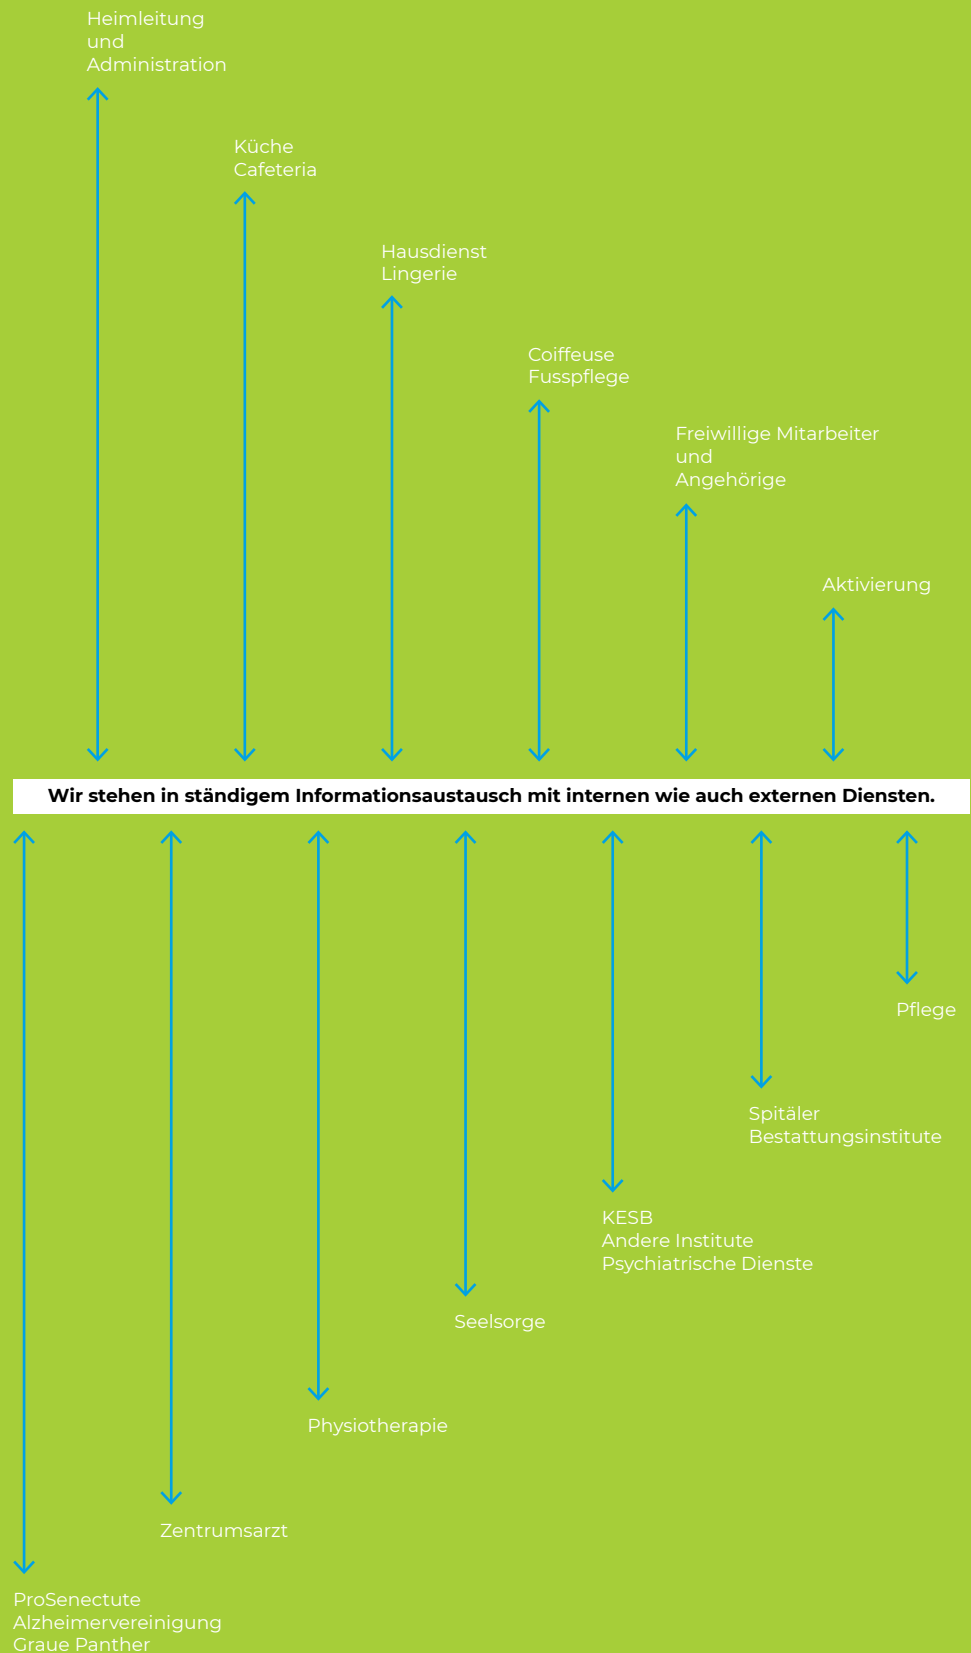 Heimleitung
und
Administration
Küche
Cafeteria
Hausdienst
Lingerie
Coiffeuse
Fusspflege
Freiwillige Mitarbeiter
und
Angehörige
Aktivierung
Wir stehen in ständigem Informationsaustausch mit internen wie auch externen Diensten.
Pflege
Spitäler
Bestattungsinstitute
KESB
Andere Institute
Psychiatrische Dienste
Seelsorge
Physiotherapie
Zentrumsarzt
ProSenectute
Alzheimervereinigung
Graue Panther